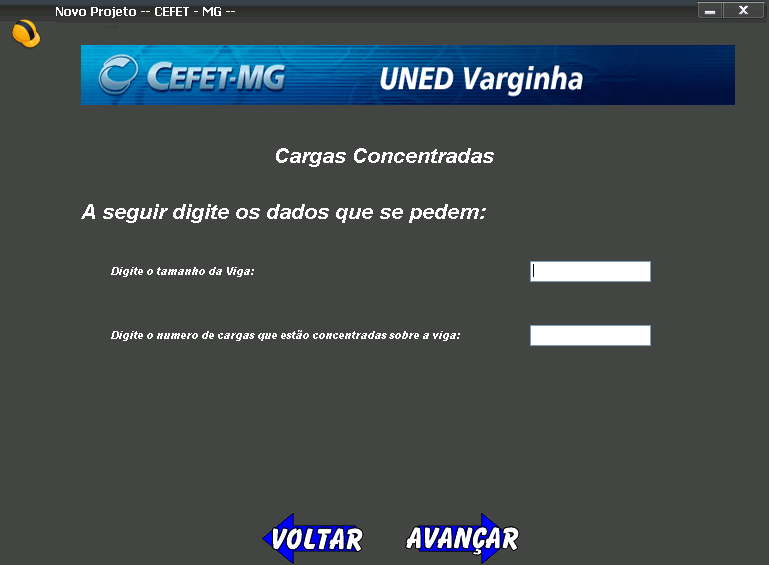 Novo Projeto -- CEFET - MG --
CEFET-MG UNED Varginha
Cargas Concentradas
A seguir digite os dados que se pedem:
Digite o tamanho da Viga:
Digite o numero de cargas que estão concentradas sobre a viga:
VOLTAR AVANÇAR